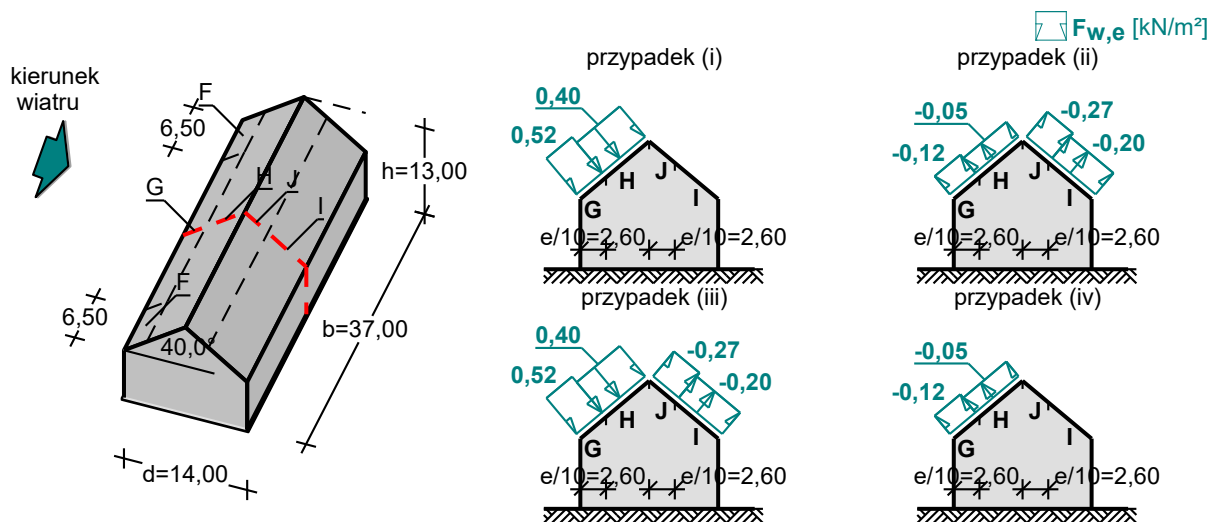 kierunek
wiatru
F
6,50
G
H
J
I
F
6,50
40,0°
h=13,00
b=37,00
d=14,00
Fw,e [kN/m²]
przypadek (i)
0,40
0,52
H
J
G
I
e/10=2,60
e/10=2,60
przypadek (ii)
-0,05
-0,12
-0,27
-0,20
H
J
G
I
e/10=2,60
e/10=2,60
przypadek (iii)
0,40
0,52
-0,27
-0,20
H
J
G
I
e/10=2,60
e/10=2,60
przypadek (iv)
-0,05
-0,12
H
J
G
I
e/10=2,60
e/10=2,60